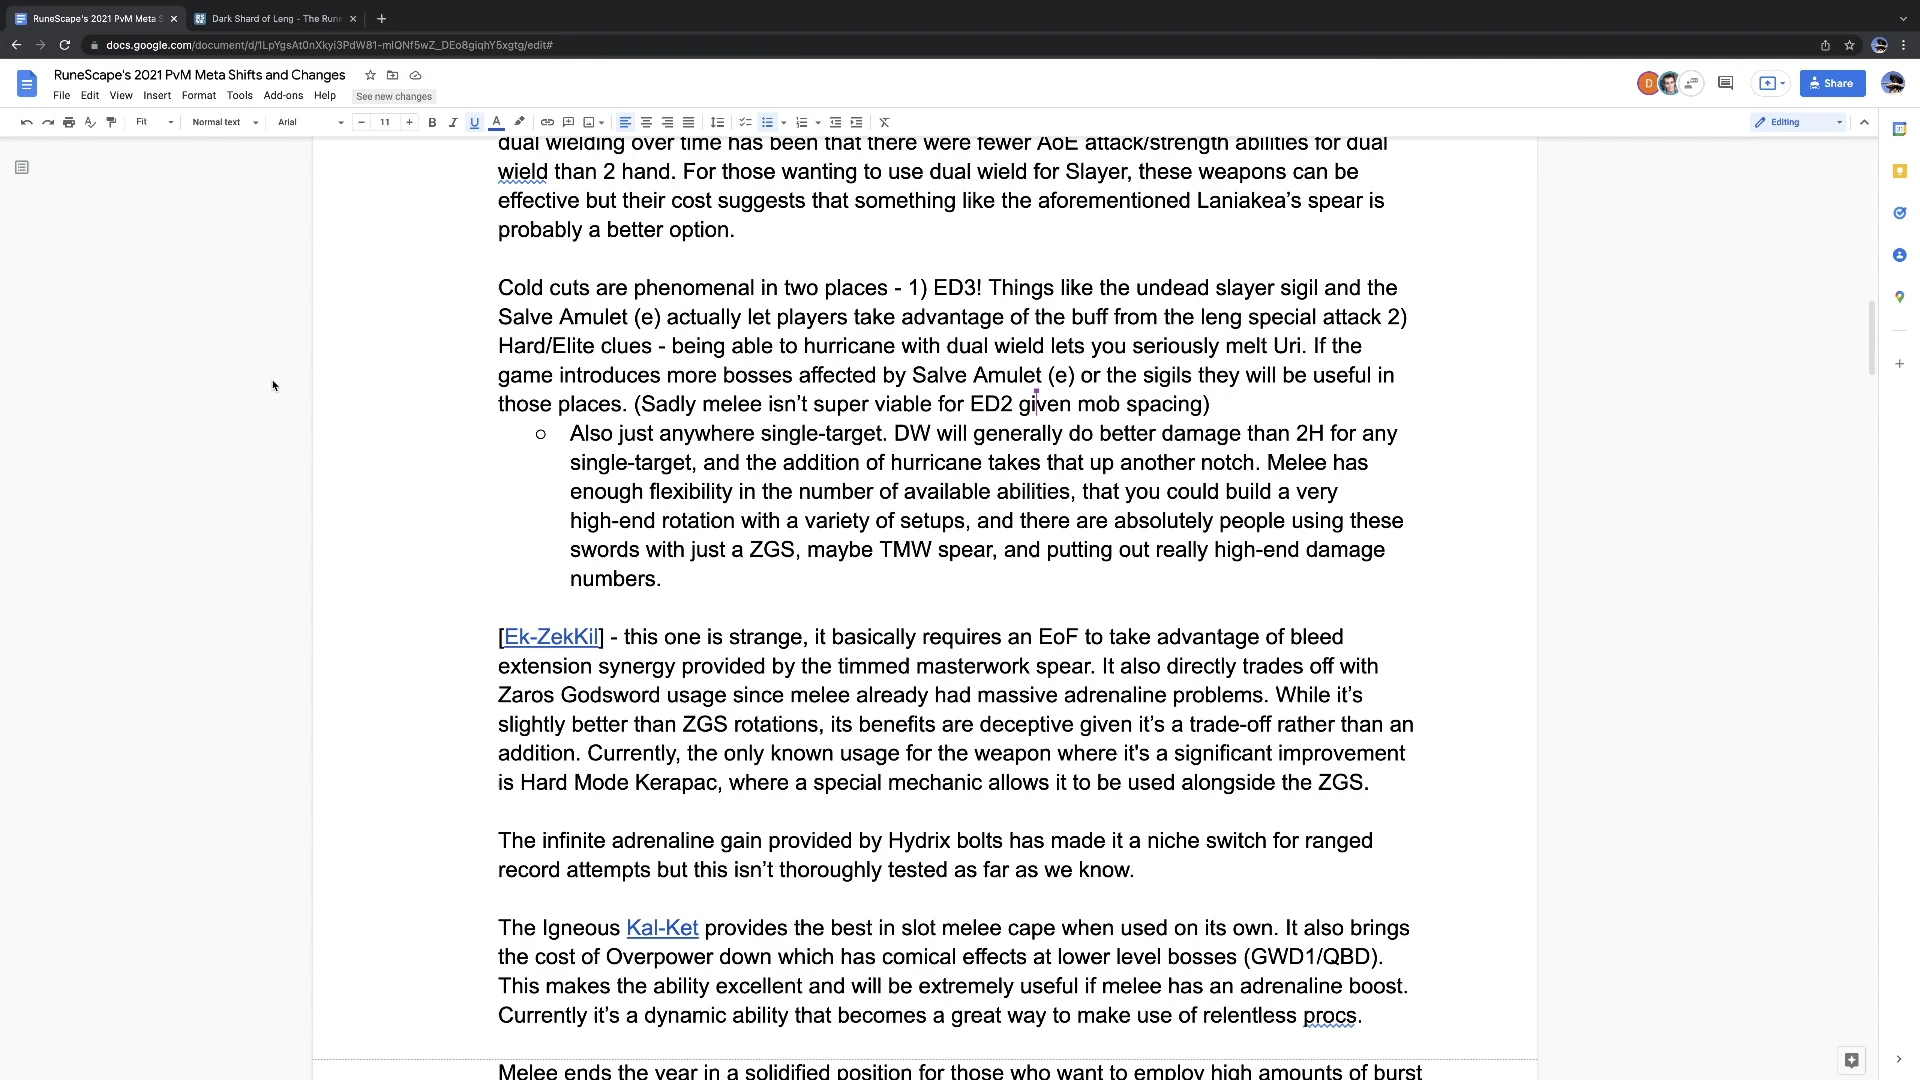 RuneScape's 2021 PvM Meta S
Dark Shard of Leng - The Rune
docs.google.com/document/d/1LpYgsAt0nXkyi3PdW81-mlQNf5wZ_DEo8giqhY5xgtg/edit#
RuneScape's 2021 PvM Meta Shifts and Changes
File Edit View Insert Format Tools Add-ons Help See new changes
D
Share
Fit Normal text Arial 11 B I U A Editing
dual wielding over time has been that there were fewer AoE attack/strength abilities for dual
wield than 2 hand. For those wanting to use dual wield for Slayer, these weapons can be
effective but their cost suggests that something like the aforementioned Laniakea’s spear is
probably a better option.
Cold cuts are phenomenal in two places - 1) ED3! Things like the undead slayer sigil and the
Salve Amulet (e) actually let players take advantage of the buff from the leng special attack 2)
Hard/Elite clues - being able to hurricane with dual wield lets you seriously melt Uri. If the
game introduces more bosses affected by Salve Amulet (e) or the sigils they will be useful in
those places. (Sadly melee isn’t super viable for ED2 given mob spacing)
Also just anywhere single-target. DW will generally do better damage than 2H for any
single-target, and the addition of hurricane takes that up another notch. Melee has
enough flexibility in the number of available abilities, that you could build a very
high-end rotation with a variety of setups, and there are absolutely people using these
swords with just a ZGS, maybe TMW spear, and putting out really high-end damage
numbers.
[Ek-ZekKil] - this one is strange, it basically requires an EoF to take advantage of bleed
extension synergy provided by the timmed masterwork spear. It also directly trades off with
Zaros Godsword usage since melee already had massive adrenaline problems. While it’s
slightly better than ZGS rotations, its benefits are deceptive given it’s a trade-off rather than an
addition. Currently, the only known usage for the weapon where it's a significant improvement
is Hard Mode Kerapac, where a special mechanic allows it to be used alongside the ZGS.
The infinite adrenaline gain provided by Hydrix bolts has made it a niche switch for ranged
record attempts but this isn’t thoroughly tested as far as we know.
The Igneous Kal-Ket provides the best in slot melee cape when used on its own. It also brings
the cost of Overpower down which has comical effects at lower level bosses (GWD1/QBD).
This makes the ability excellent and will be extremely useful if melee has an adrenaline boost.
Currently it’s a dynamic ability that becomes a great way to make use of relentless procs.
Melee ends the year in a solidified position for those who want to employ high amounts of burst